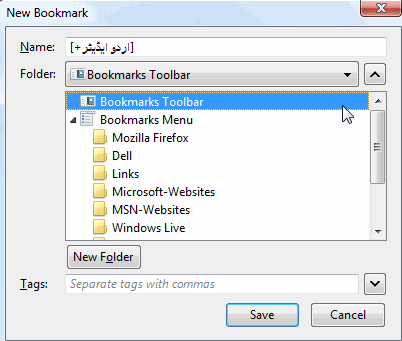 New Bookmark
Name: [+اردو ایڈیٹر]
Folder: Bookmarks Toolbar
Bookmarks Toolbar
Bookmarks Menu
Mozilla Firefox
Dell
Links
Microsoft-Websites
MSN-Websites
Windows Live
New Folder
Tags: Separate tags with commas
Save Cancel